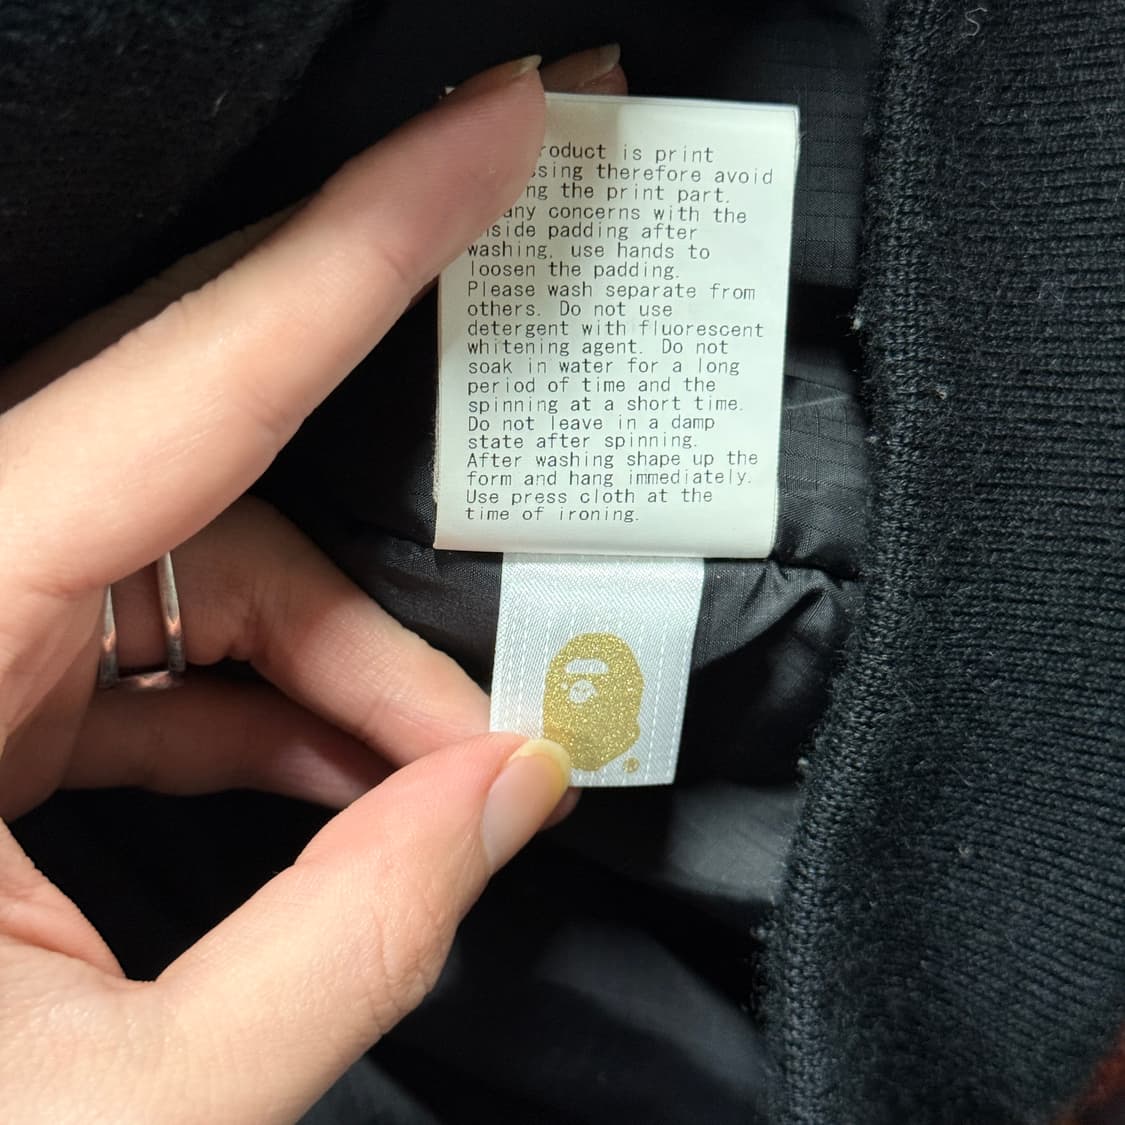 roduct is print
sing therefore avoid
ng the print part.
any concerns with the
side padding after
washing, use hands to
loosen the padding.
Please wash separate from
others. Do not use
detergent with fluorescent
whitening agent. Do not
soak in water for a long
period of time and the
spinning at a short time.
Do not leave in a damp
state after spinning.
After washing shape up the
form and hang immediately.
Use press cloth at the
time of ironing.
®